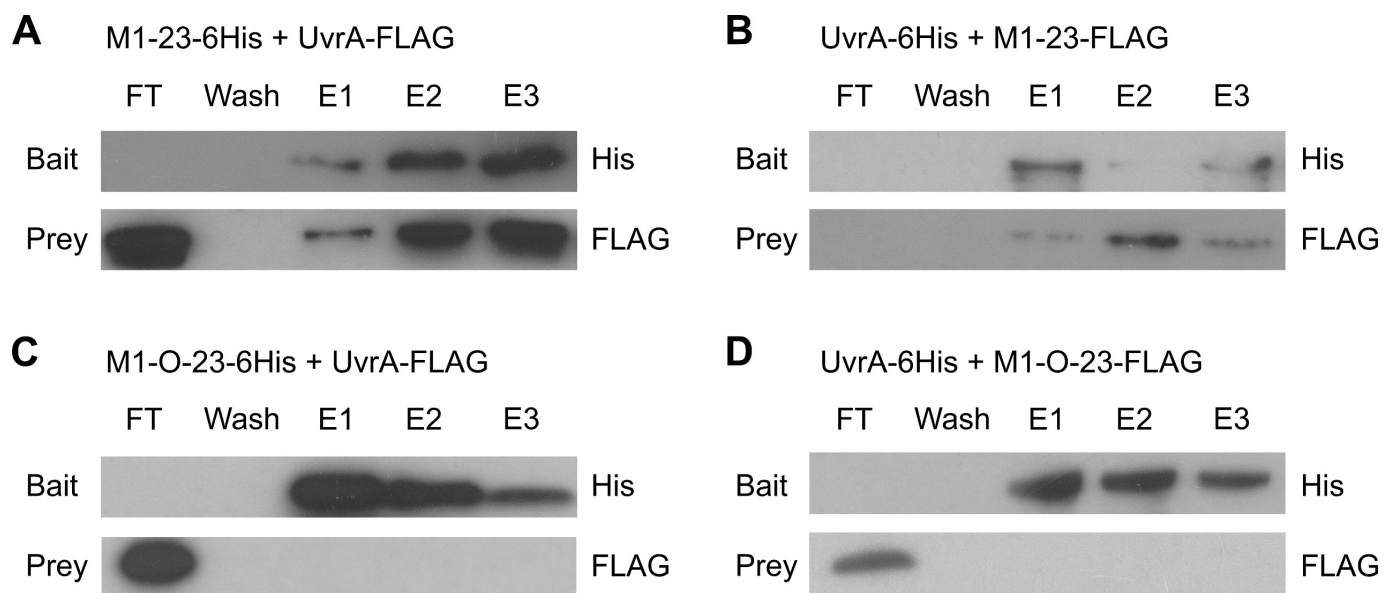 A M1-23-6His + UvrA-FLAG
FT Wash E1 E2 E3
Bait His
Prey FLAG
B UvrA-6His + M1-23-FLAG
FT Wash E1 E2 E3
Bait His
Prey FLAG
C M1-O-23-6His + UvrA-FLAG
FT Wash E1 E2 E3
Bait His
Prey FLAG
D UvrA-6His + M1-O-23-FLAG
FT Wash E1 E2 E3
Bait His
Prey FLAG